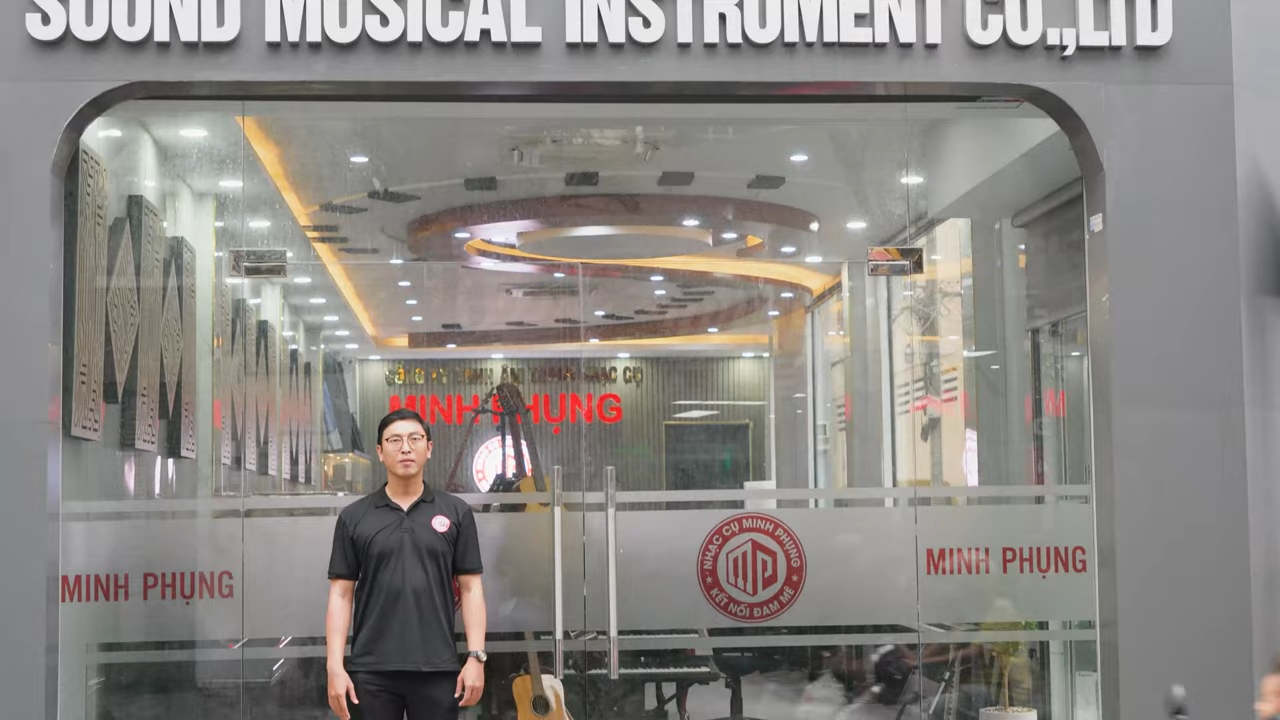 SOUND MUSICAL INSTRUMENT CO.,LTD
MINH PHỤNG
NHẠC CỤ MINH PHỤNG
MP
KẾT NỐI ĐAM MÊ
MINH PHỤNG
MINH PHỤNG